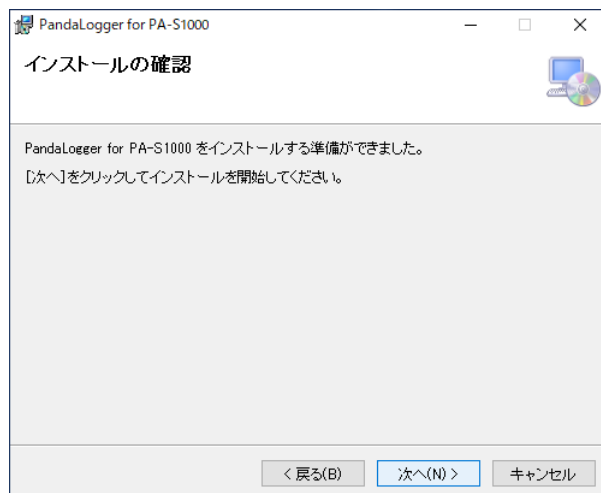 PandaLogger for PA-S1000
インストールの確認
PandaLogger for PA-S1000 をインストールする準備ができました。
[次へ]をクリックしてインストールを開始してください。
< 戻る(B)
次へ(N) >
キャンセル